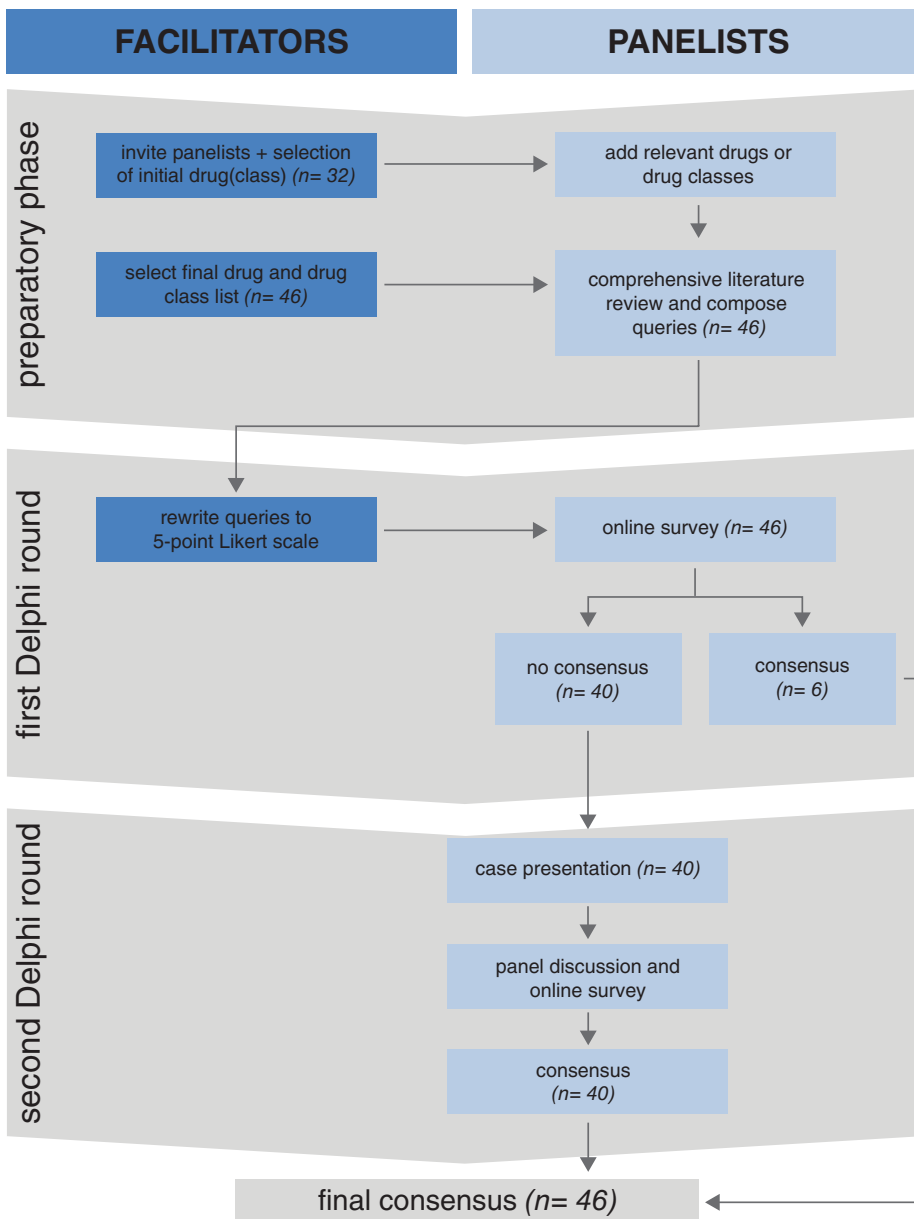 FACILITATORS
PANELISTS
preparatory phase
invite panelists + selection
of initial drug(class) (n= 32)
add relevant drugs or
drug classes
select final drug and drug
class list (n= 46)
comprehensive literature
review and compose
queries (n= 46)
first Delphi round
rewrite queries to
5-point Likert scale
online survey (n= 46)
no consensus
(n= 40)
consensus
(n= 6)
second Delphi round
case presentation (n= 40)
panel discussion and
online survey
consensus
(n= 40)
final consensus (n= 46)